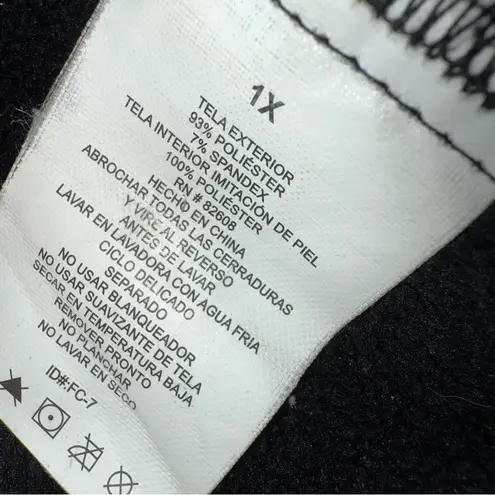 1X
TELA EXTERIOR
93% POLIÉSTER
7% SPANDEX
TELA INTERIOR IMITACIÓN DE PIEL
100% POLIÉSTER
RN # 82608
HECHO EN CHINA
ABROCHAR TODAS LAS CERRADURAS
Y VIRE AL REVERSO
ANTES DE LAVAR
LAVAR EN LAVADORA CON AGUA FRIA
CICLO DELICADO
SEPARADO
NO USAR BLANQUEADOR
NO USAR SUAVIZANTE DE TELA
SECAR EN TEMPERATURA BAJA
REMOVER PRONTO
NO PLANCHAR
NO LAVAR EN SECO
ID#:FC-7